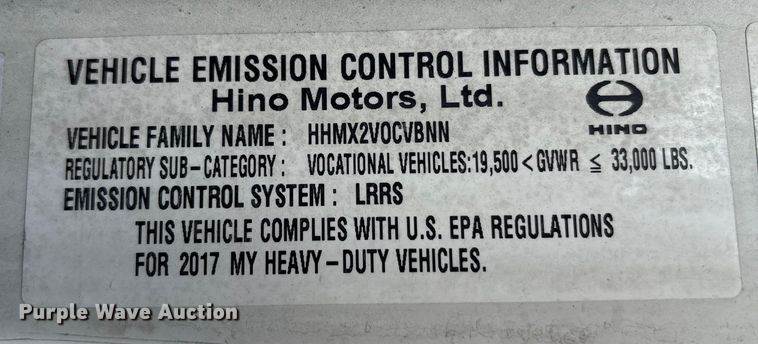 VEHICLE EMISSION CONTROL INFORMATION
Hino Motors, Ltd.
HINO
VEHICLE FAMILY NAME : HHMX2VOCVBNN
REGULATORY SUB-CATEGORY : VOCATIONAL VEHICLES:19,500<GVWR ≦ 33,000 LBS.
EMISSION CONTROL SYSTEM : LRRS
THIS VEHICLE COMPLIES WITH U.S. EPA REGULATIONS
FOR 2017 MY HEAVY-DUTY VEHICLES.
Purple Wave Auction